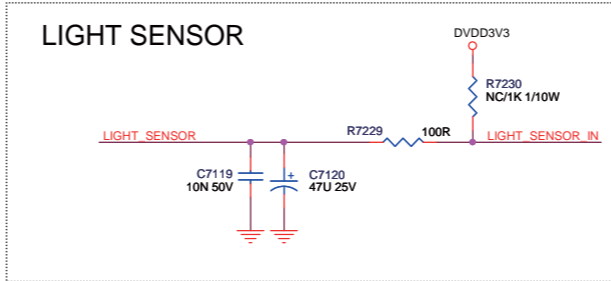 LIGHT SENSOR
DVDD3V3
R7230
NC/1K 1/10W
LIGHT_SENSOR
R7229
100R
LIGHT_SENSOR_IN
C7119
10N 50V
+
C7120
47U 25V